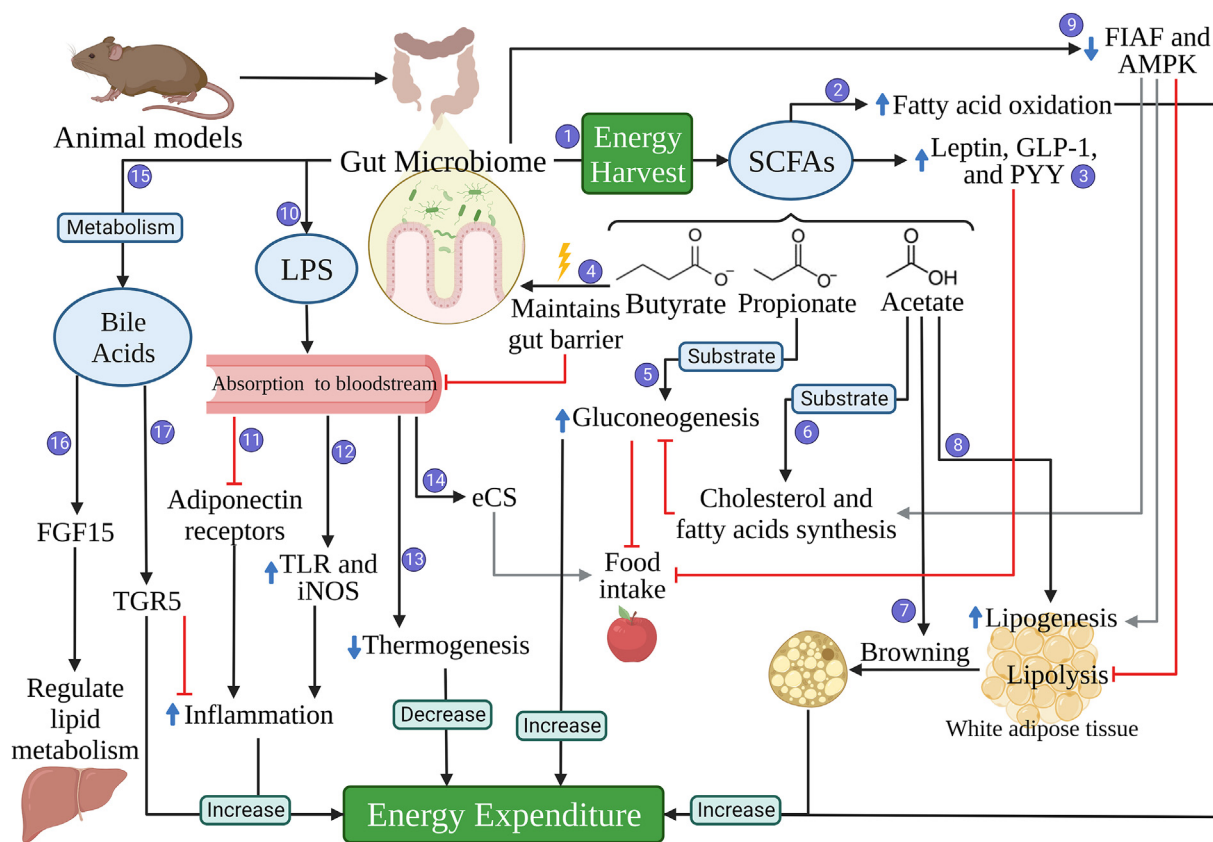 9
FIAF and
AMPK
2
Fatty acid oxidation
Animal models
1
Energy
Harvest
SCFAs
Leptin, GLP-1,
and PYY
3
Gut Microbiome
15
Metabolism
10
LPS
4
Maintains
gut barrier
O
O⁻
Butyrate
O
O⁻
Propionate
O
OH
Acetate
Bile
Acids
Absorption to bloodstream
Substrate
5
Gluconeogenesis
Substrate
6
8
16
17
11
12
14
eCS
Adiponectin
receptors
Cholesterol and
fatty acids synthesis
FGF15
13
TLR and
iNOS
Food
intake
TGR5
7
Browning
Lipogenesis
Lipolysis
White adipose tissue
Thermogenesis
Regulate
lipid
metabolism
Inflammation
Decrease
Increase
Increase
Energy Expenditure
Increase